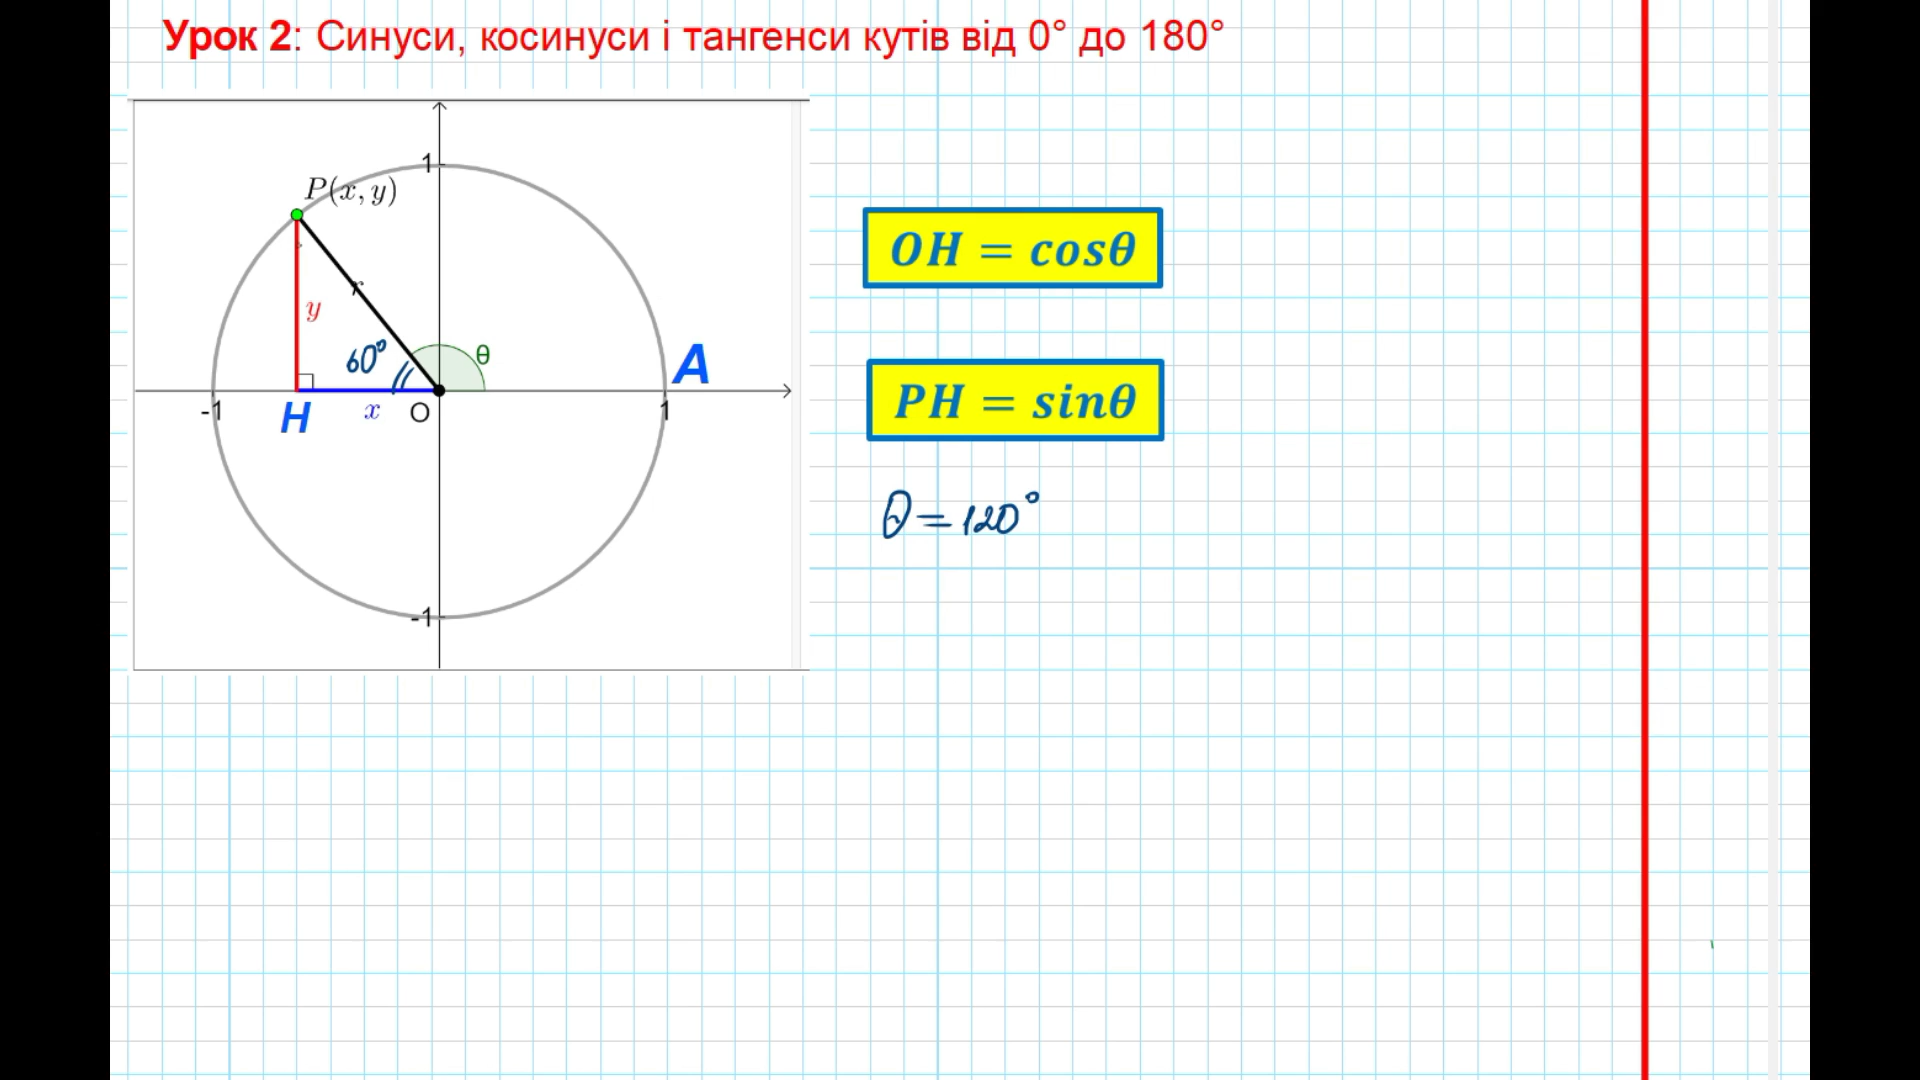 Урок 2: Синуси, косинуси і тангенси кутів від 0° до 180°
1
P(x, y)
r
y
60°
θ
A
-1
H
x
O
1
-1
OH = cosθ
PH = sinθ
θ = 120°